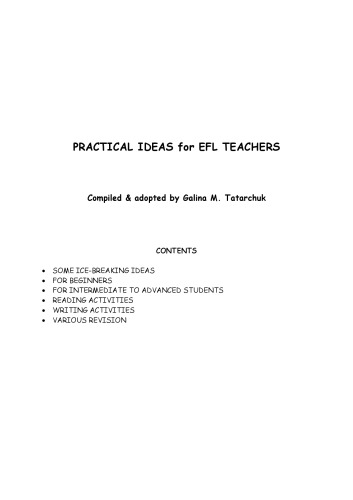 PRACTICAL IDEAS for EFL TEACHERS
Compiled & adopted by Galina M. Tatarchuk
CONTENTS
• SOME ICE-BREAKING IDEAS
• FOR BEGINNERS
• FOR INTERMEDIATE TO ADVANCED STUDENTS
• READING ACTIVITIES
• WRITING ACTIVITIES
• VARIOUS REVISION